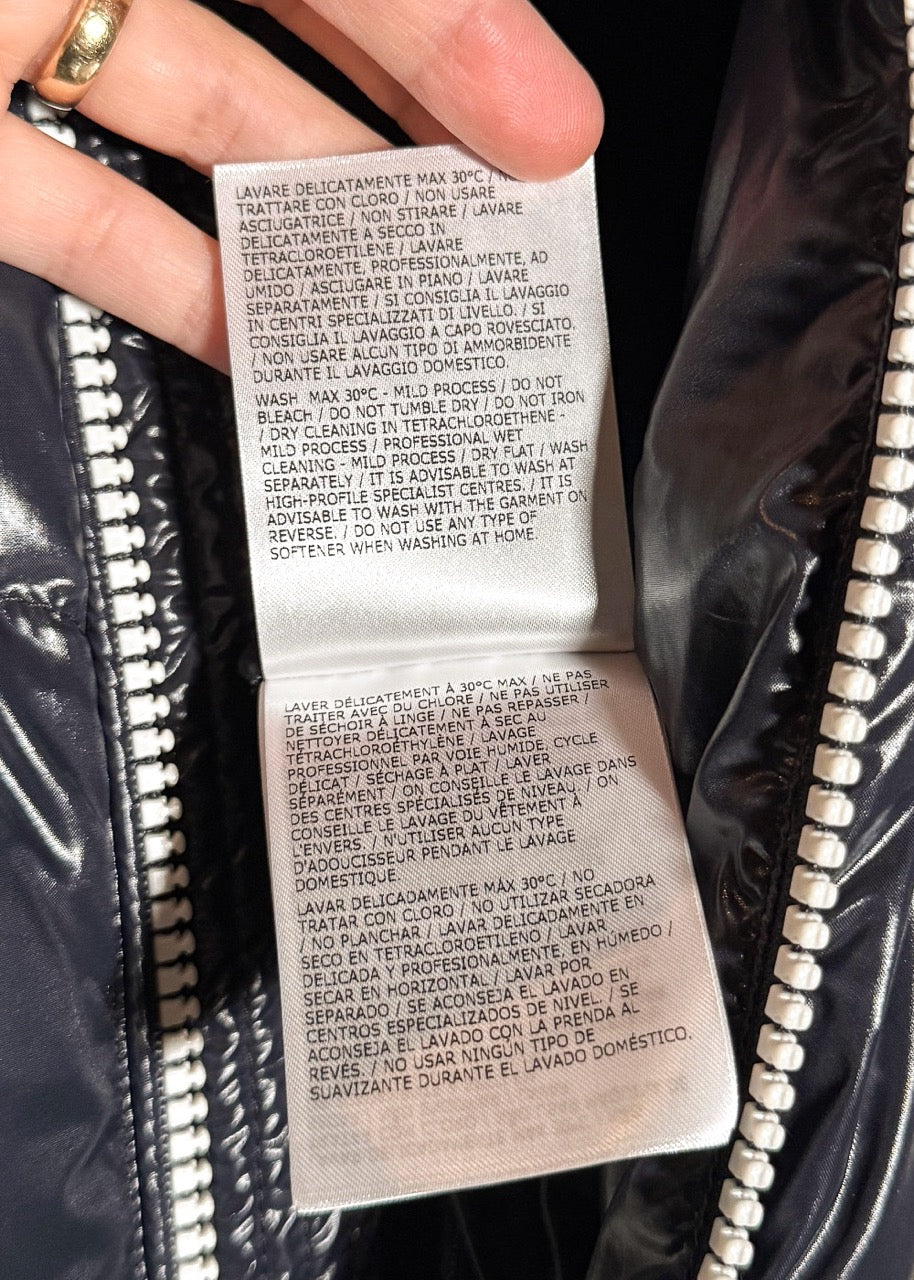 LAVARE DELICATAMENTE MAX 30°C /
TRATTARE CON CLORO / NON USARE
ASCIUGATRICE / NON STIRARE / LAVARE
DELICATAMENTE A SECCO IN
TETRACLOROETILENE / LAVARE
DELICATAMENTE, PROFESSIONALMENTE, AD
UMIDO / ASCIUGARE IN PIANO / LAVARE
SEPARATAMENTE / SI CONSIGLIA IL LAVAGGIO
IN CENTRI SPECIALIZZATI DI LIVELLO. / SI
CONSIGLIA IL LAVAGGIO A CAPO ROVESCIATO.
/ NON USARE ALCUN TIPO DI AMMORBIDENTE
DURANTE IL LAVAGGIO DOMESTICO.
WASH MAX 30°C - MILD PROCESS / DO NOT
BLEACH / DO NOT TUMBLE DRY / DO NOT IRON
/ DRY CLEANING IN TETRACHLOROETHENE -
MILD PROCESS / PROFESSIONAL WET
CLEANING - MILD PROCESS / DRY FLAT / WASH
SEPARATELY / IT IS ADVISABLE TO WASH AT
HIGH-PROFILE SPECIALIST CENTRES. / IT IS
ADVISABLE TO WASH WITH THE GARMENT ON
REVERSE. / DO NOT USE ANY TYPE OF
SOFTENER WHEN WASHING AT HOME.
LAVER DÉLICATEMENT À 30°C MAX / NE PAS
TRAITER AVEC DU CHLORE / NE PAS UTILISER
DE SÉCHOIR À LINGE / NE PAS REPASSER /
NETTOYER DÉLICATEMENT À SEC AU
TÉTRACHLOROÉTHYLÈNE / LAVAGE
PROFESSIONNEL PAR VOIE HUMIDE, CYCLE
DÉLICAT / SÉCHAGE À PLAT / LAVER
SÉPARÉMENT / ON CONSEILLE LE LAVAGE DANS
DES CENTRES SPÉCIALISÉS DE NIVEAU. / ON
CONSEILLE LE LAVAGE DU VÊTEMENT À
L'ENVERS. / N'UTILISER AUCUN TYPE
D'ADOUCISSEUR PENDANT LE LAVAGE
DOMESTIQUE.
LAVAR DELICADAMENTE MÁX 30°C / NO
TRATAR CON CLORO / NO UTILIZAR SECADORA
/ NO PLANCHAR / LAVAR DELICADAMENTE EN
SECO EN TETRACLOROETILENO / LAVAR
DELICADA Y PROFESIONALMENTE, EN HÚMEDO /
SECAR EN HORIZONTAL / LAVAR POR
SEPARADO / SE ACONSEJA EL LAVADO EN
CENTROS ESPECIALIZADOS DE NIVEL. / SE
ACONSEJA EL LAVADO CON LA PRENDA AL
REVÉS. / NO USAR NINGÚN TIPO DE
SUAVIZANTE DURANTE EL LAVADO DOMÉSTICO.